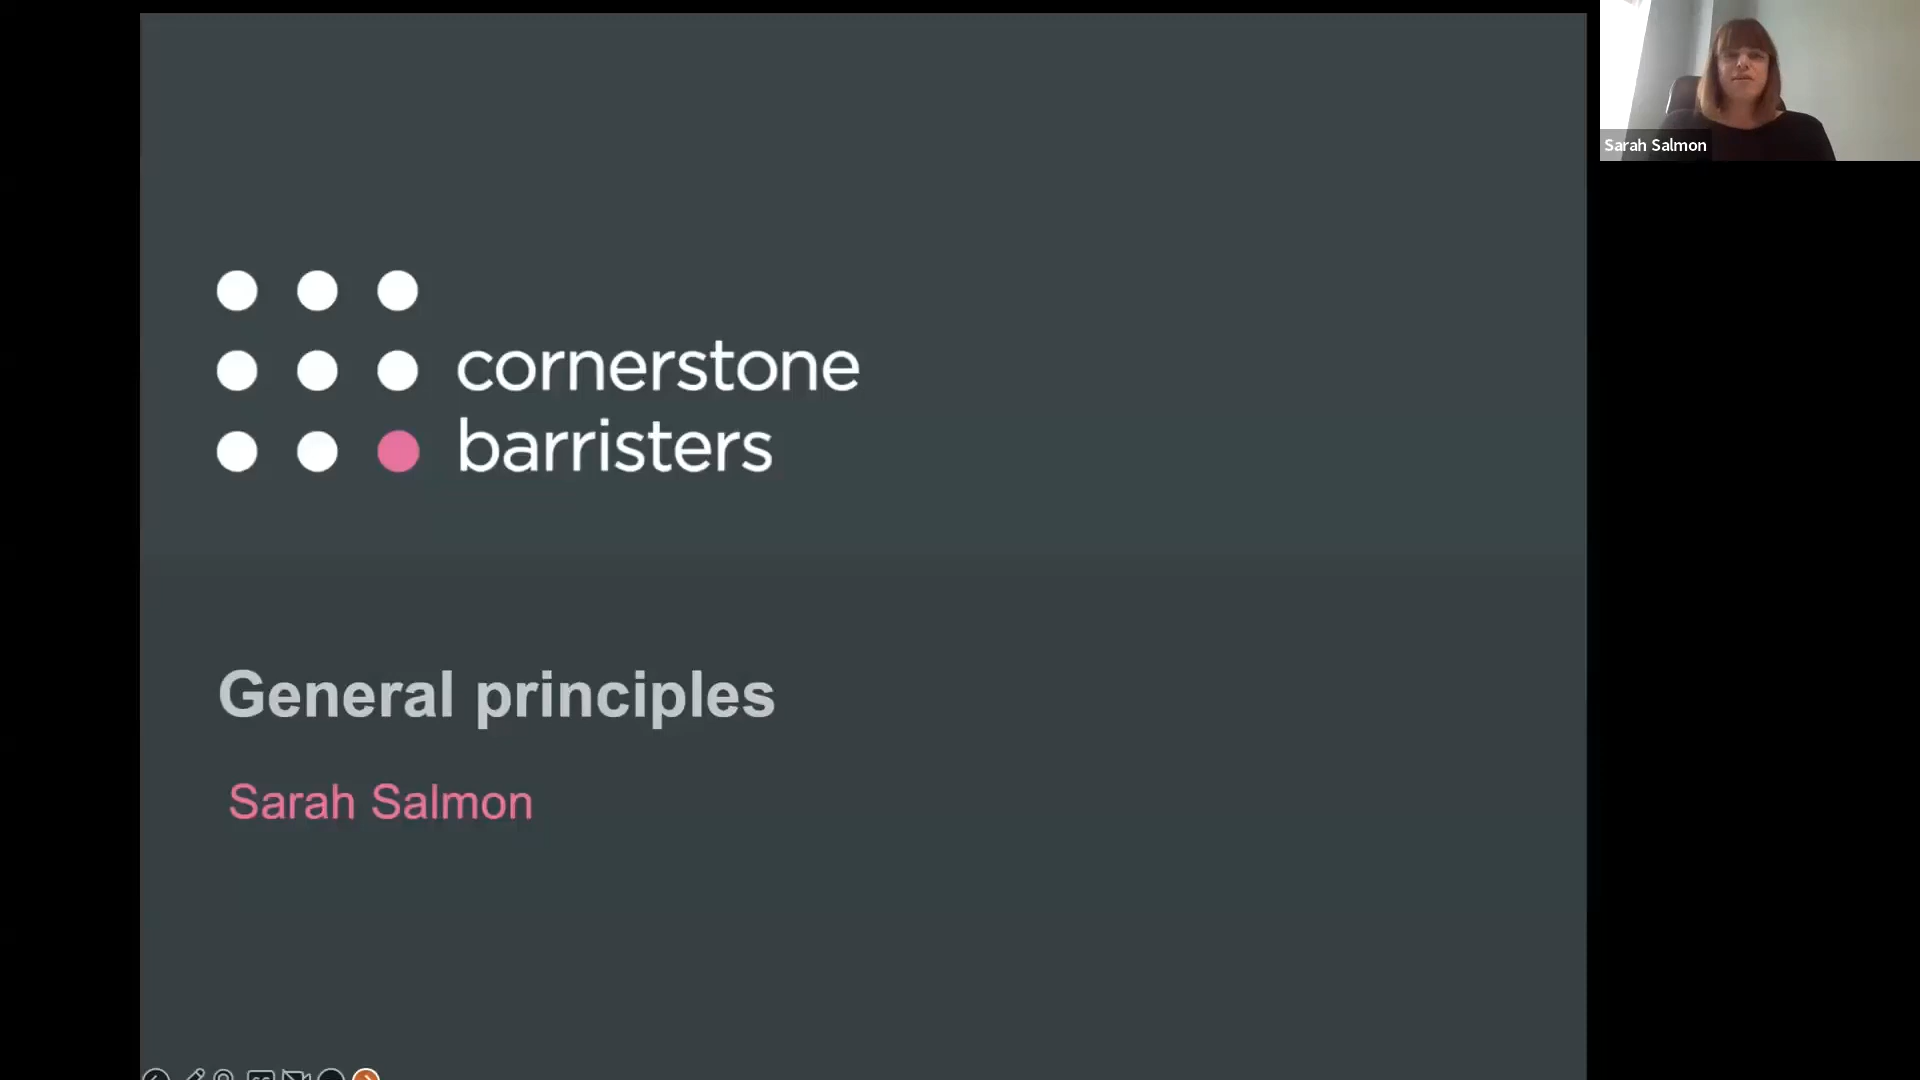 cornerstone
barristers
General principles
Sarah Salmon
Sarah Salmon